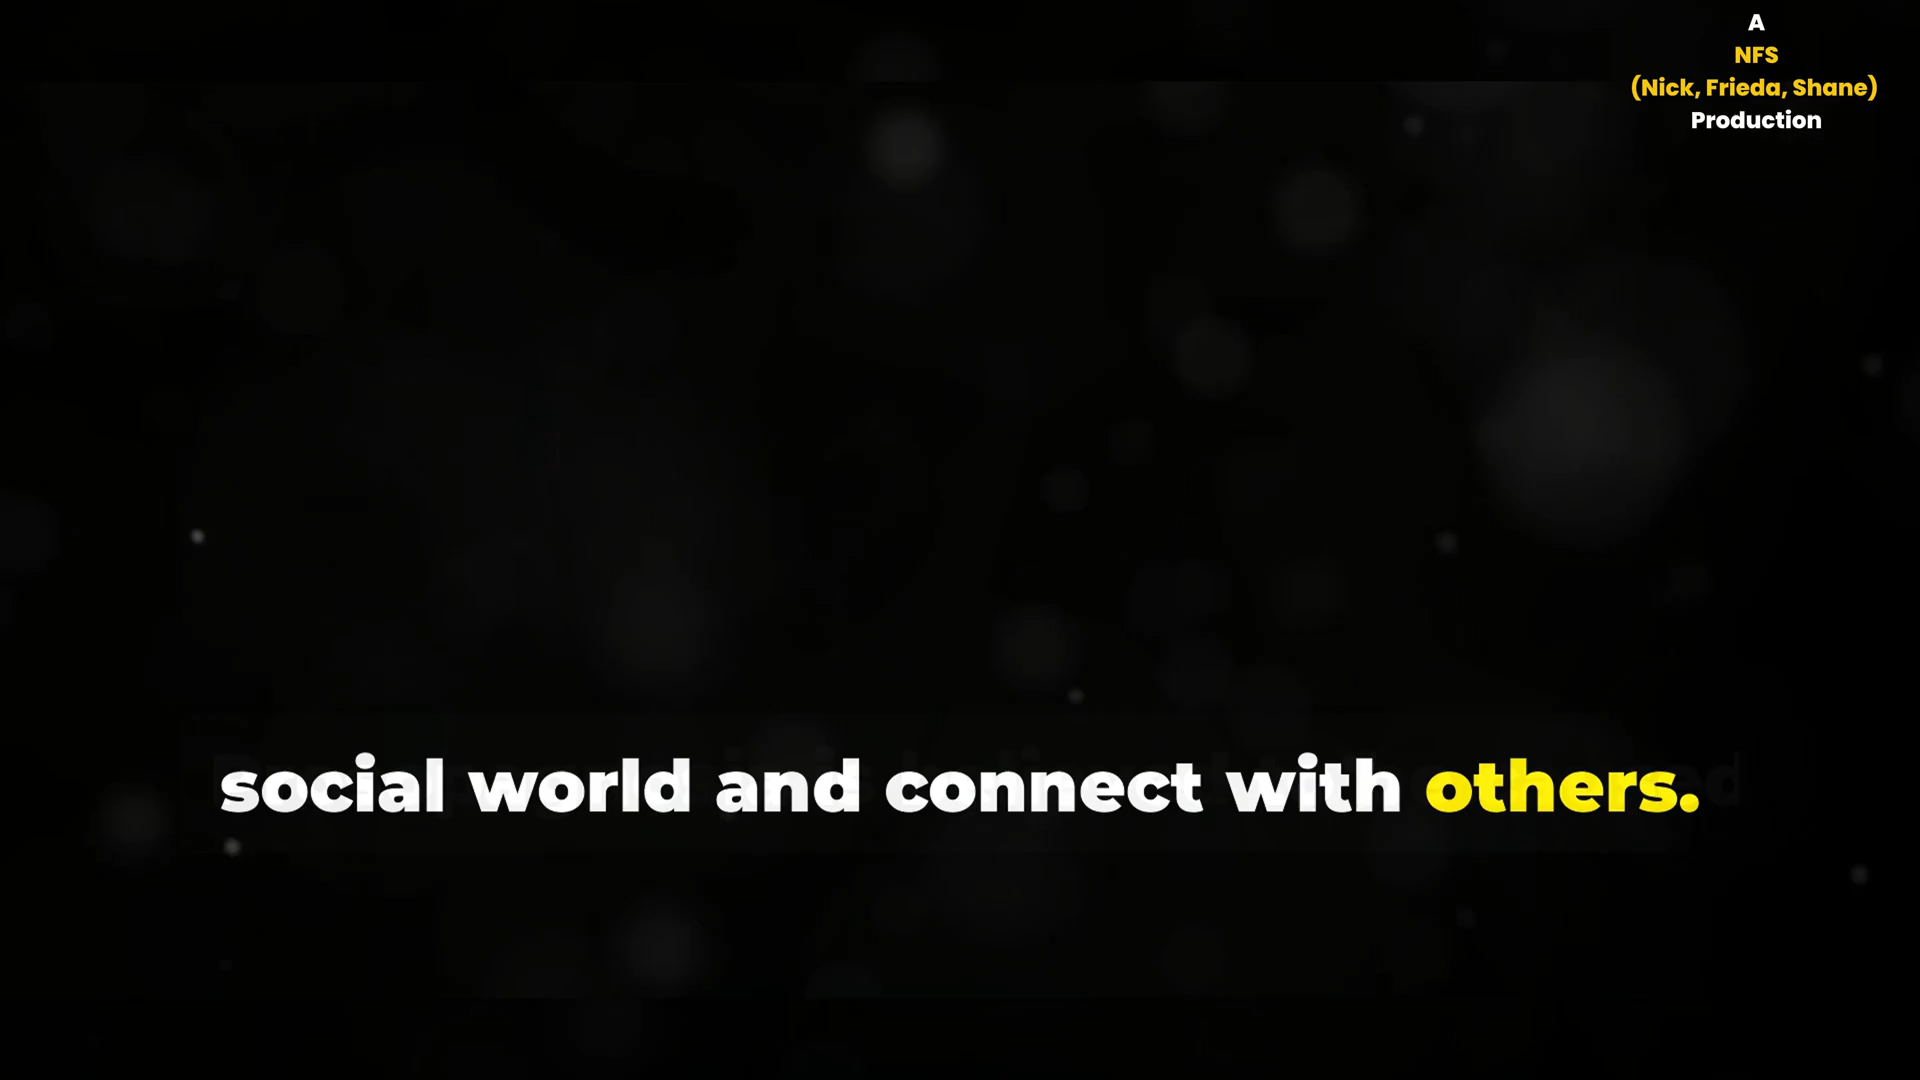 A
NFS
(Nick, Frieda, Shane)
Production
social world and connect with others.